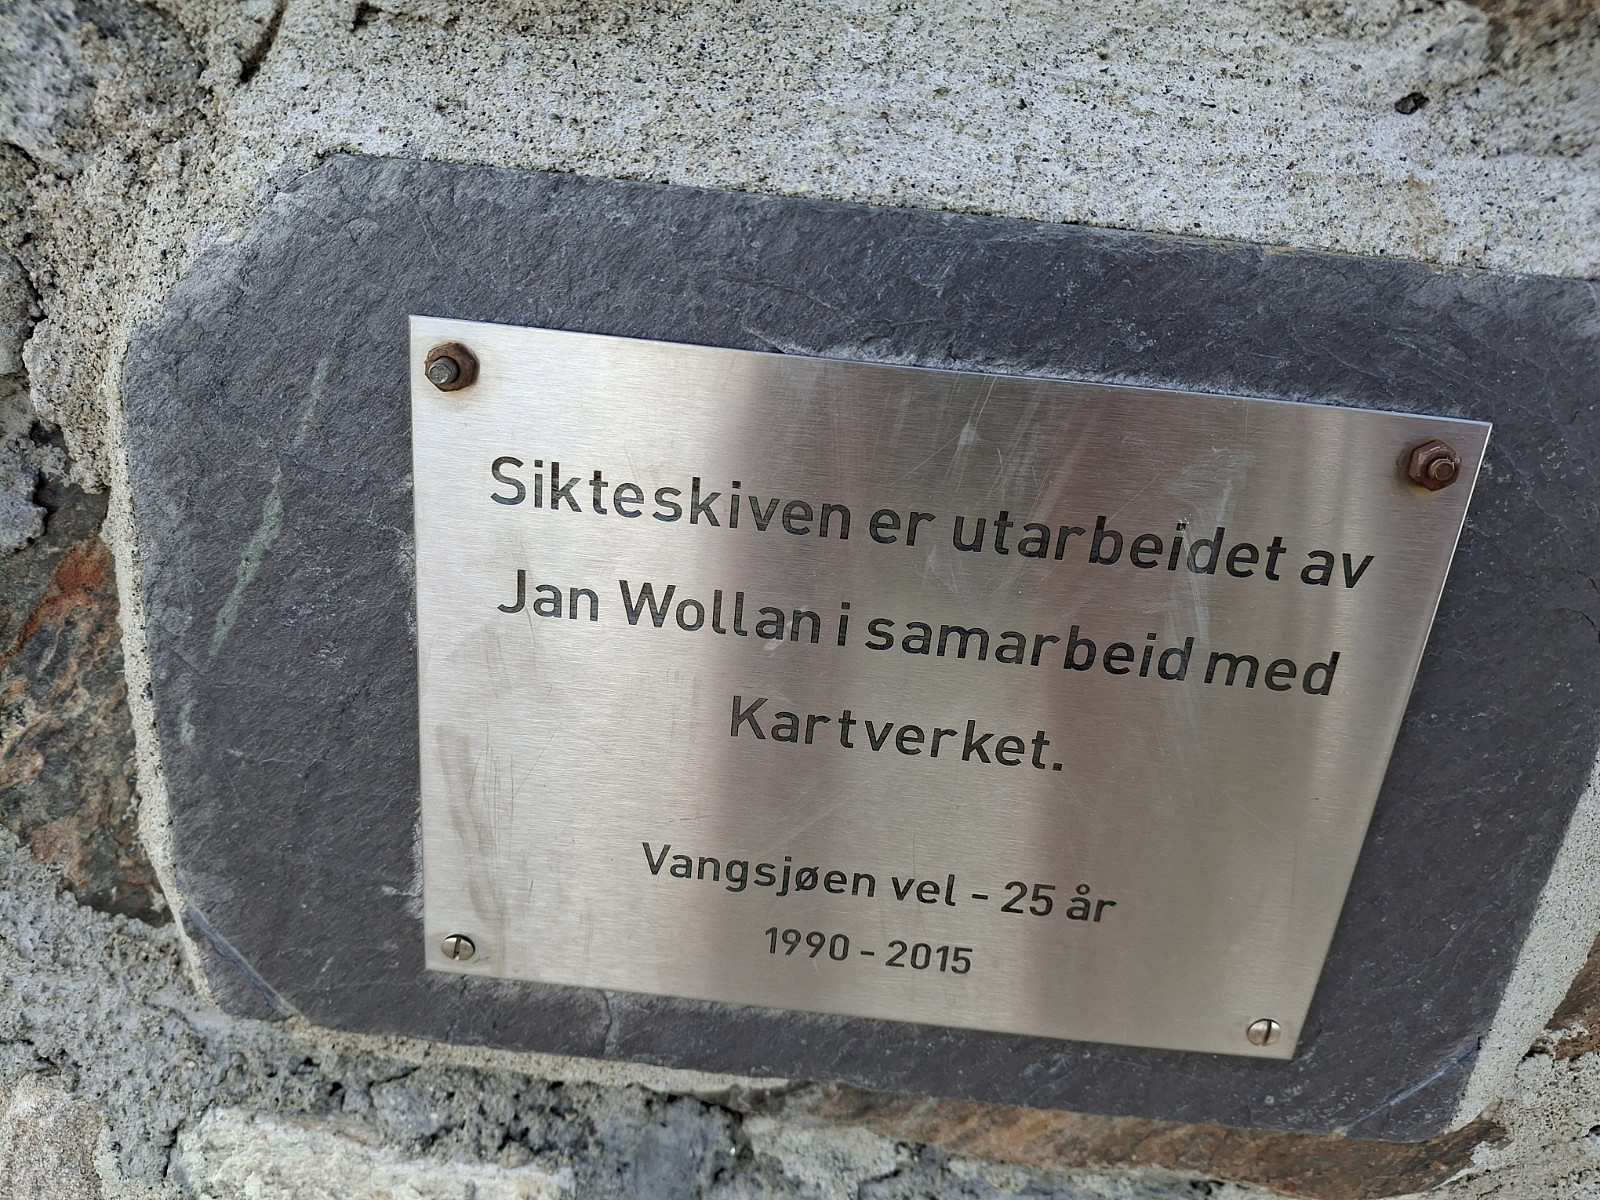 Sikteskiven er utarbeidet av
Jan Wollan i samarbeid med
Kartverket.
Vangsjøen vel - 25 år
1990 - 2015